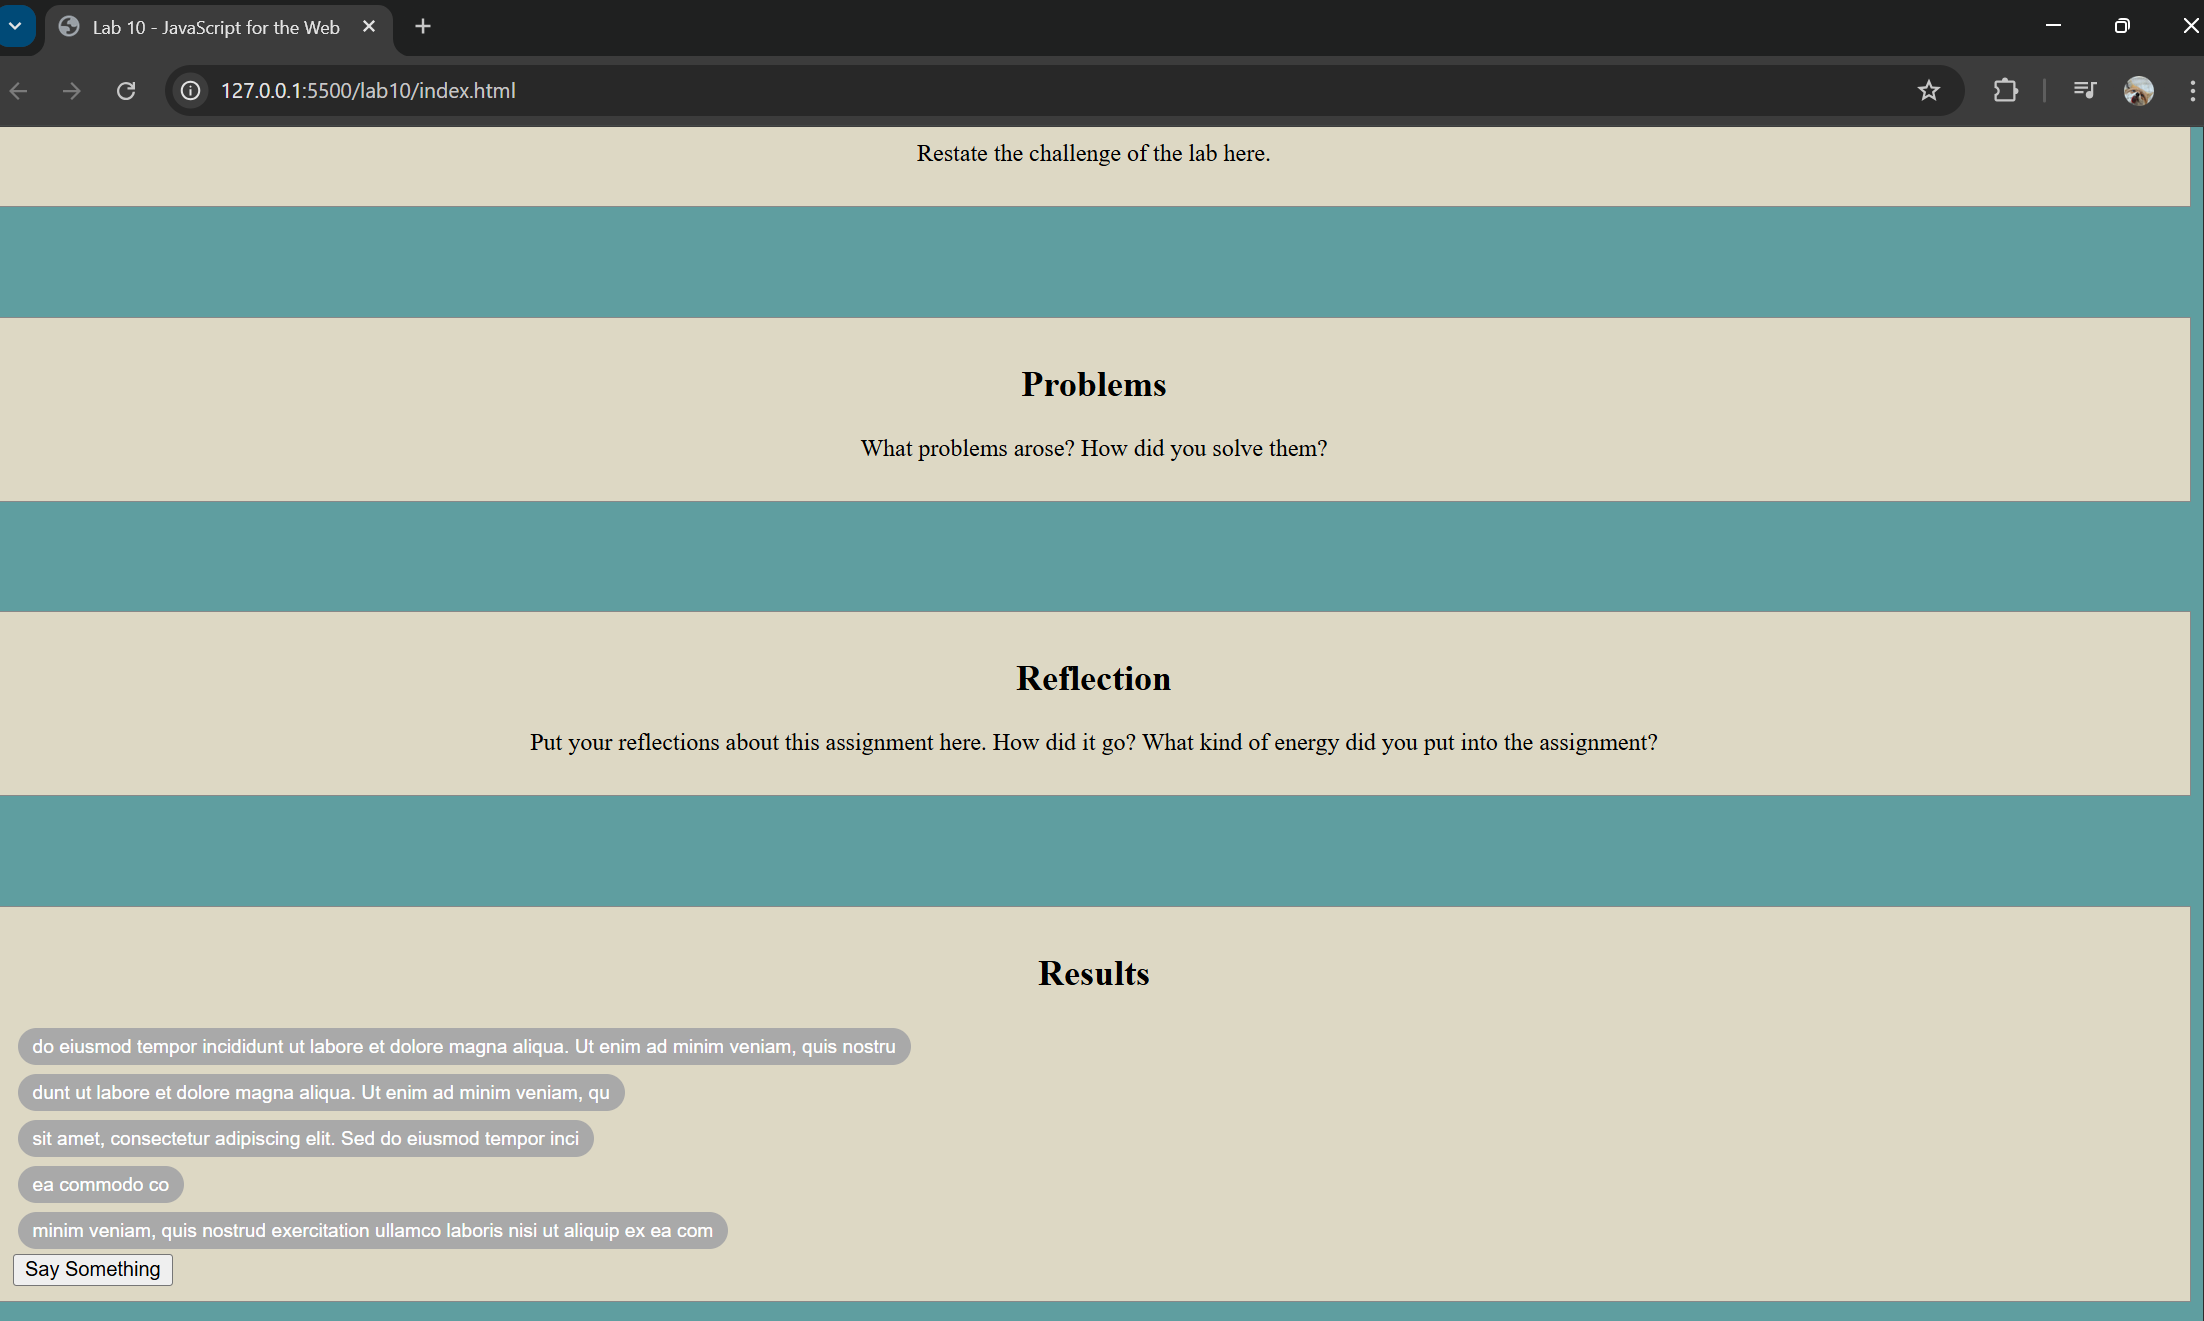 Lab 10 - JavaScript for the Web
127.0.0.1:5500/lab10/index.html
Restate the challenge of the lab here.
Problems
What problems arose? How did you solve them?
Reflection
Put your reflections about this assignment here. How did it go? What kind of energy did you put into the assignment?
Results
do eiusmod tempor incididunt ut labore et dolore magna aliqua. Ut enim ad minim veniam, quis nostru
dunt ut labore et dolore magna aliqua. Ut enim ad minim veniam, qu
sit amet, consectetur adipiscing elit. Sed do eiusmod tempor inci
ea commodo co
minim veniam, quis nostrud exercitation ullamco laboris nisi ut aliquip ex ea com
Say Something